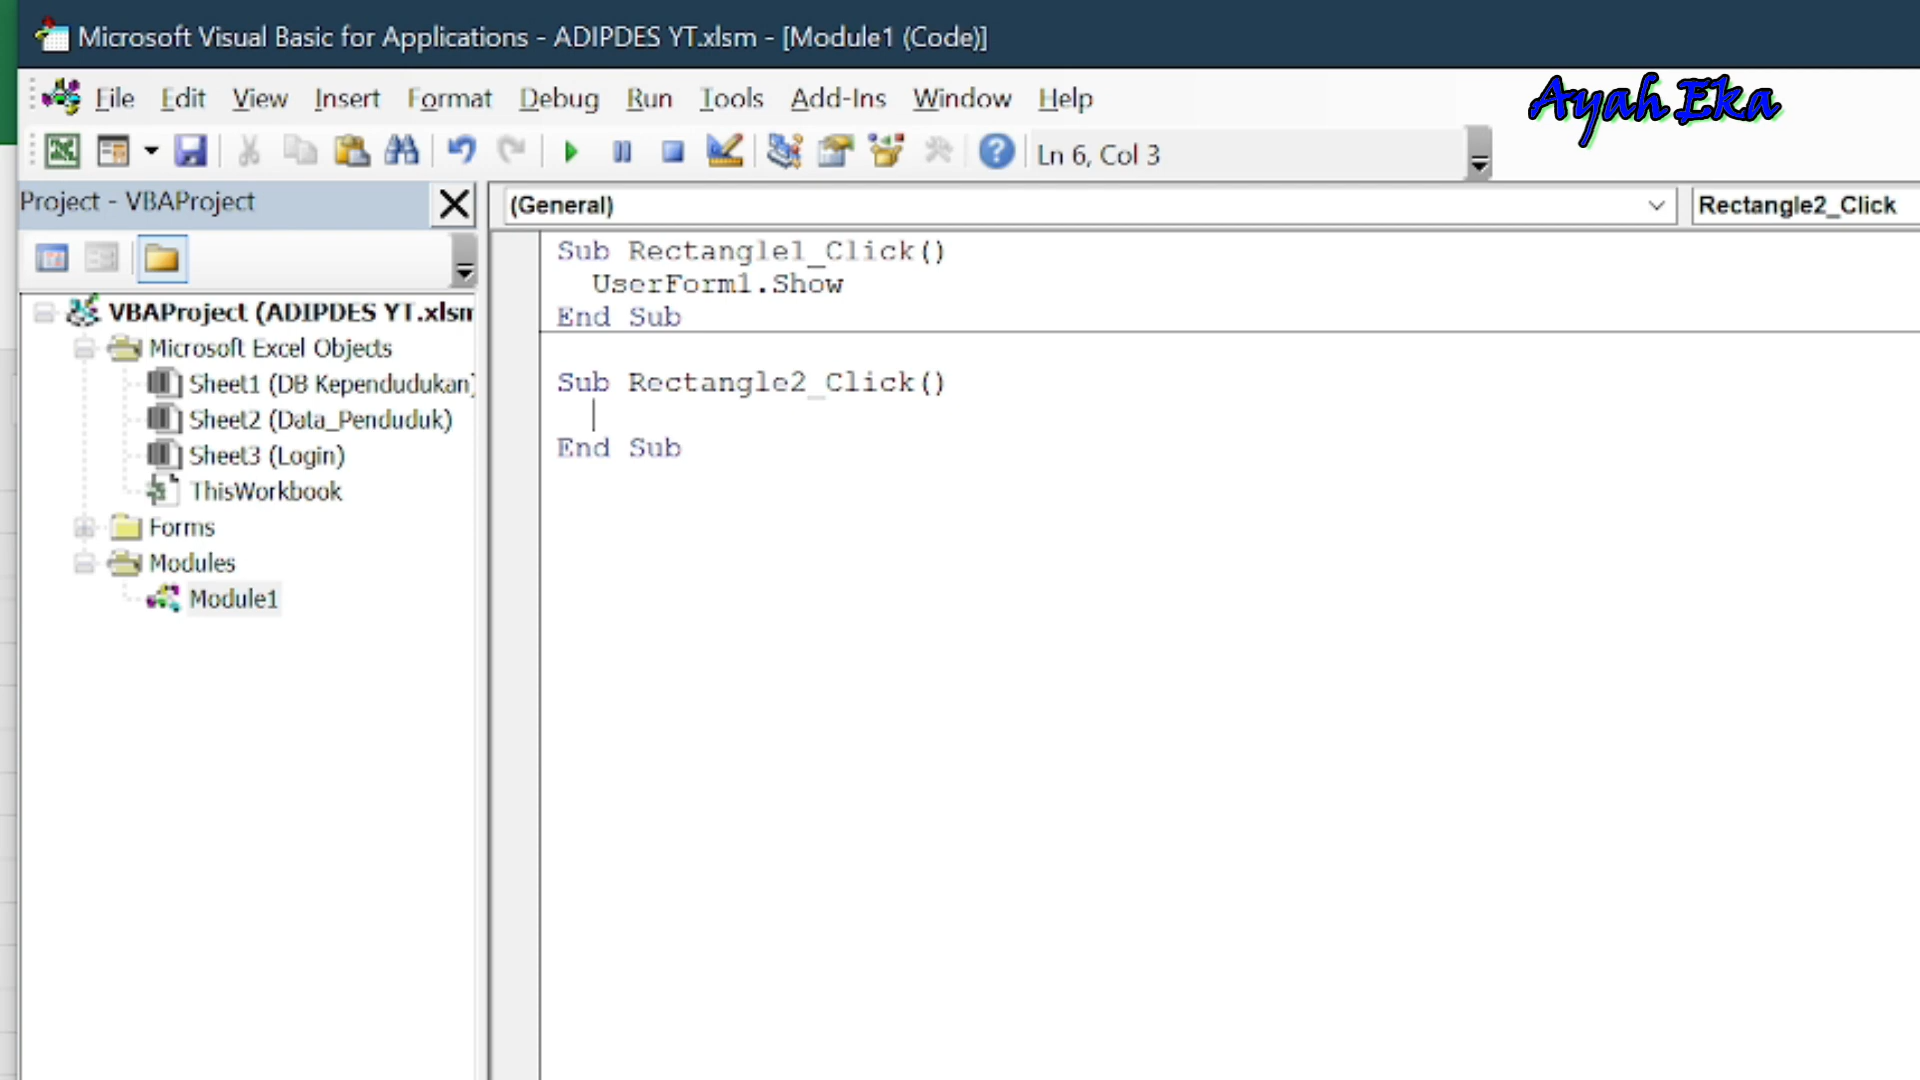 Microsoft Visual Basic for Applications - ADIPDES YT.xlsm - [Module1 (Code)]
File Edit View Insert Format Debug Run Tools Add-Ins Window Help
Ayah Eka
Ln 6, Col 3
Project - VBAProject
(General)
Rectangle2_Click
VBAProject (ADIPDES YT.xlsm
Microsoft Excel Objects
Sheet1 (DB Kependudukan)
Sheet2 (Data_Penduduk)
Sheet3 (Login)
ThisWorkbook
Forms
Modules
Module1
Sub Rectangle1_Click()
UserForm1.Show
End Sub
Sub Rectangle2_Click()
End Sub